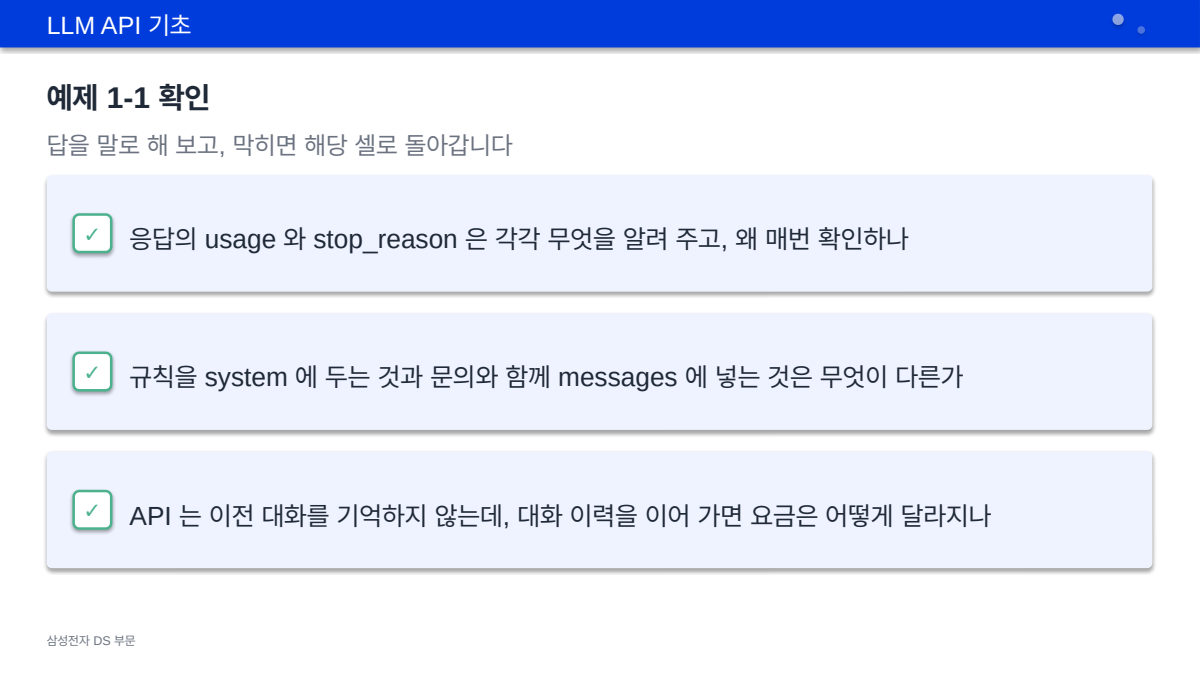 LLM API 기초
예제 1-1 확인
답을 말로 해 보고, 막히면 해당 셀로 돌아갑니다
✓ 응답의 usage 와 stop_reason 은 각각 무엇을 알려 주고, 왜 매번 확인하나
✓ 규칙을 system 에 두는 것과 문의와 함께 messages 에 넣는 것은 무엇이 다른가
✓ API 는 이전 대화를 기억하지 않는데, 대화 이력을 이어 가면 요금은 어떻게 달라지나
삼성전자 DS 부문